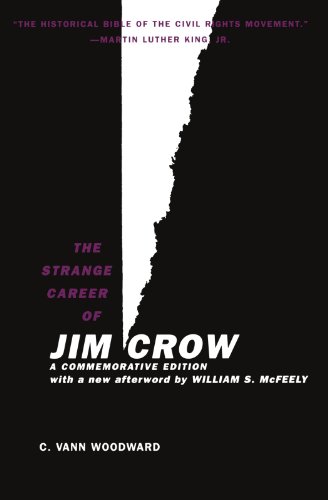 "THE HISTORICAL BIBLE OF THE CIVIL RIGHTS MOVEMENT."
—MARTIN LUTHER KING, JR.
THE
STRANGE
CAREER
OF
JIM CROW
A COMMEMORATIVE EDITION
with a new afterword by WILLIAM S. McFEELY
C. VANN WOODWARD